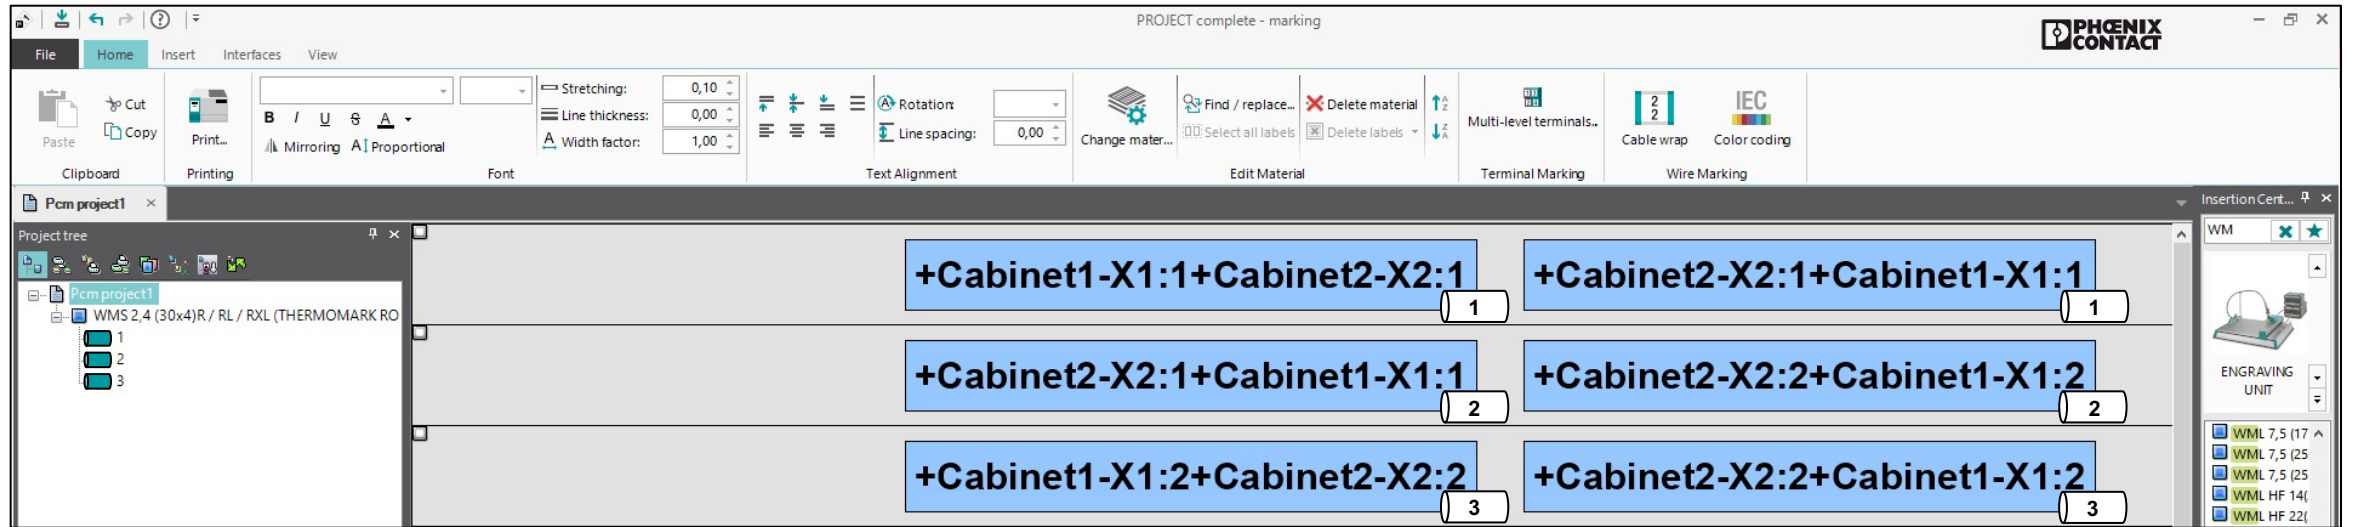 PROJECT complete - marking
PHŒNIX
CONTACT
File Home Insert Interfaces View
Paste
Cut
Copy
Clipboard
Print...
Printing
B I U S A
Mirroring A Proportional
Stretching: 0,10
Line thickness: 0,00
A Width factor: 1,00
Font
Rotation:
Line spacing: 0,00
Text Alignment
Change mater...
Find / replace... Delete material
Select all labels Delete labels
Edit Material
Multi-level terminals..
Terminal Marking
2
2
Cable wrap
IEC
Color coding
Wire Marking
Pcm project1
Insertion Cent...
Project tree
WM
Pcm project1
WMS 2,4 (30x4)R / RL / RXL (THERMOMARK RO
1
2
3
+Cabinet1-X1:1+Cabinet2-X2:1 +Cabinet2-X2:1+Cabinet1-X1:1
1 1
+Cabinet2-X2:1+Cabinet1-X1:1 +Cabinet2-X2:2+Cabinet1-X1:2
2 2
+Cabinet1-X1:2+Cabinet2-X2:2 +Cabinet2-X2:2+Cabinet1-X1:2
3 3
ENGRAVING
UNIT
WML 7,5 (17
WML 7,5 (25
WML 7,5 (25
WML HF 14(
WML HF 22(